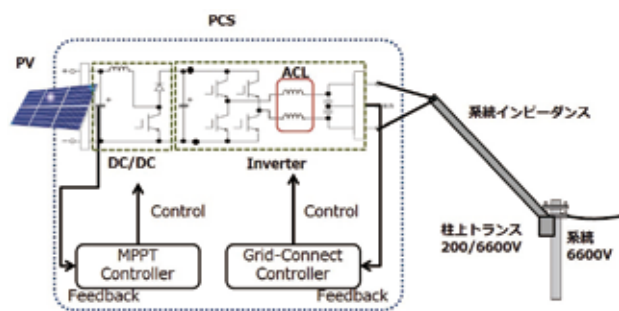 PCS
PV
ACL
DC/DC
Inverter
系統インピーダンス
Control
Control
MPPT
Controller
Grid-Connect
Controller
Feedback
Feedback
柱上トランス
200/6600V
系統
6600V